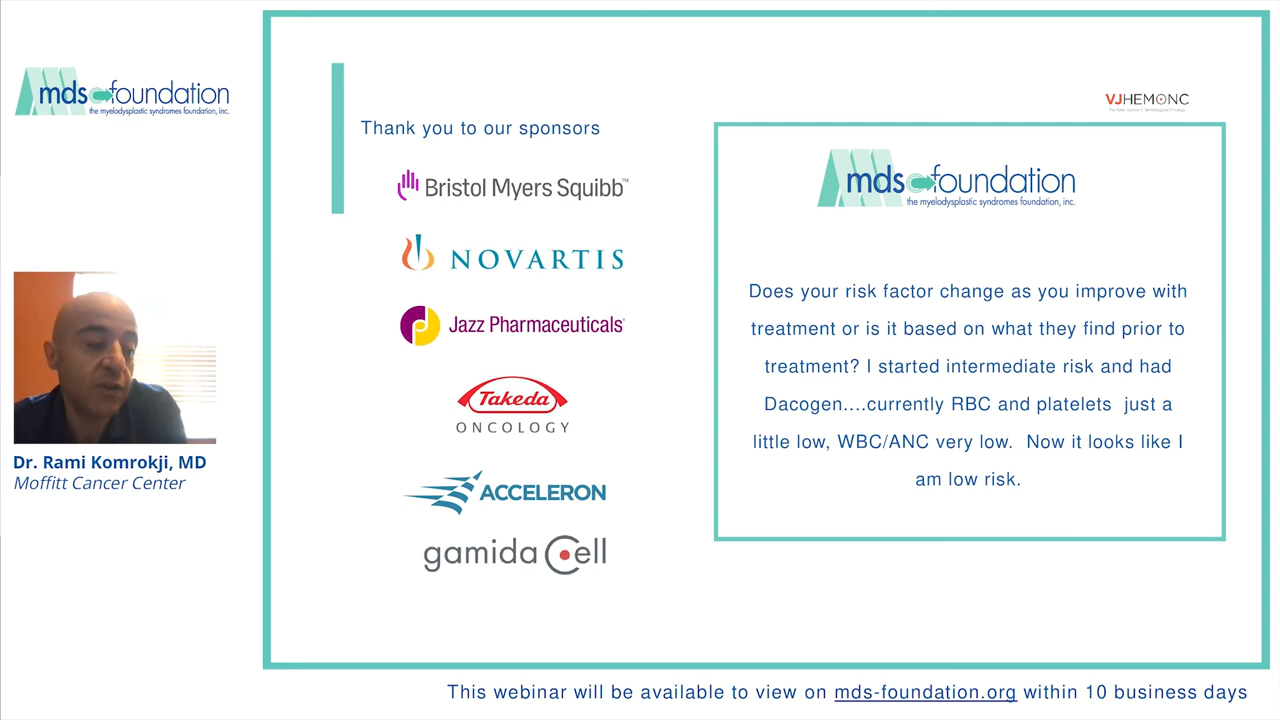 mds foundation
the myelodysplastic syndromes foundation, inc.
Dr. Rami Komrokji, MD
Moffitt Cancer Center
Thank you to our sponsors
Bristol Myers Squibb™
NOVARTIS
Jazz Pharmaceuticals
Takeda
ONCOLOGY
ACCELERON
gamida Cell
VJHEMONC
mds foundation
the myelodysplastic syndromes foundation, inc.
Does your risk factor change as you improve with
treatment or is it based on what they find prior to
treatment? I started intermediate risk and had
Dacogen....currently RBC and platelets just a
little low, WBC/ANC very low. Now it looks like I
am low risk.
This webinar will be available to view on mds-foundation.org within 10 business days